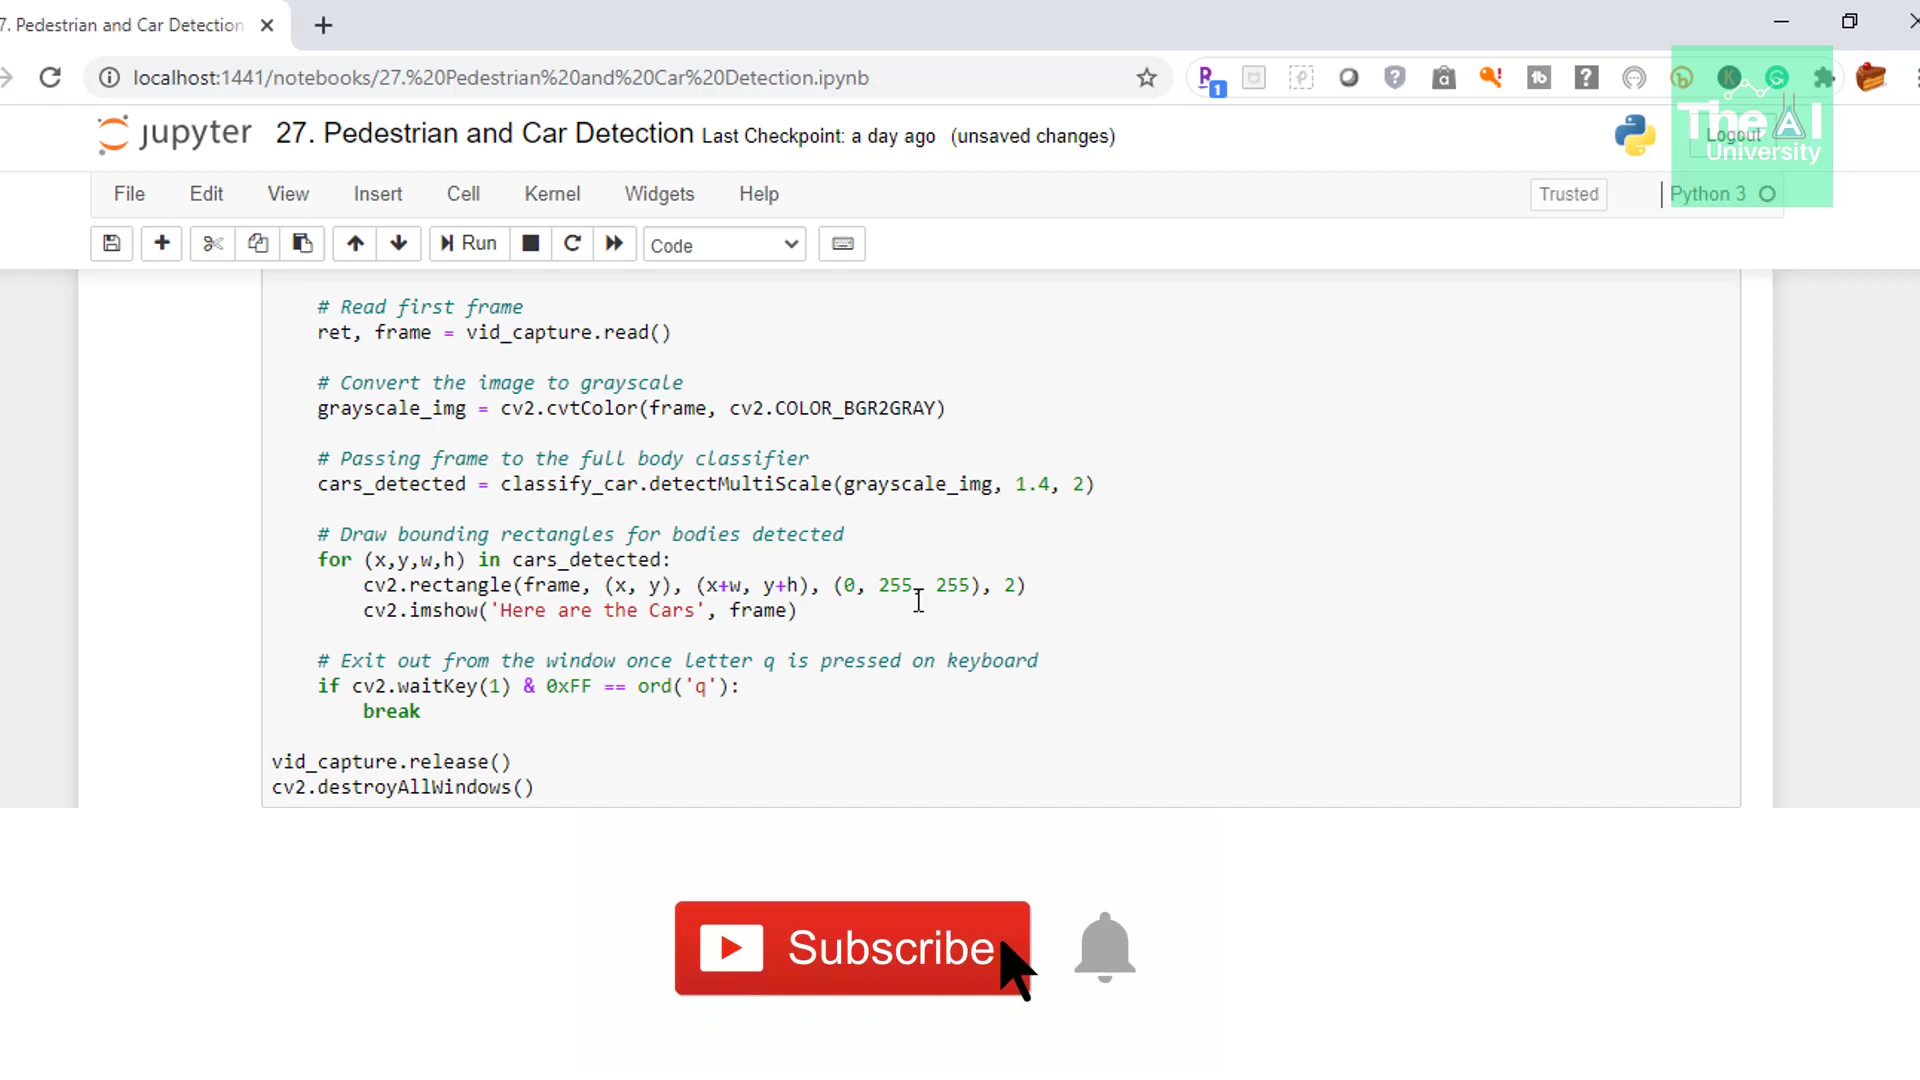 27. Pedestrian and Car Detection
localhost:1441/notebooks/27.%20Pedestrian%20and%20Car%20Detection.ipynb
jupyter 27. Pedestrian and Car Detection Last Checkpoint: a day ago (unsaved changes)
Logout
The AI
University
File Edit View Insert Cell Kernel Widgets Help
Trusted
Python 3
Run
Code
# Read first frame
ret, frame = vid_capture.read()
# Convert the image to grayscale
grayscale_img = cv2.cvtColor(frame, cv2.COLOR_BGR2GRAY)
# Passing frame to the full body classifier
cars_detected = classify_car.detectMultiScale(grayscale_img, 1.4, 2)
# Draw bounding rectangles for bodies detected
for (x,y,w,h) in cars_detected:
cv2.rectangle(frame, (x, y), (x+w, y+h), (0, 255, 255), 2)
cv2.imshow('Here are the Cars', frame)
# Exit out from the window once letter q is pressed on keyboard
if cv2.waitKey(1) & 0xFF == ord('q'):
break
vid_capture.release()
cv2.destroyAllWindows()
Subscribe